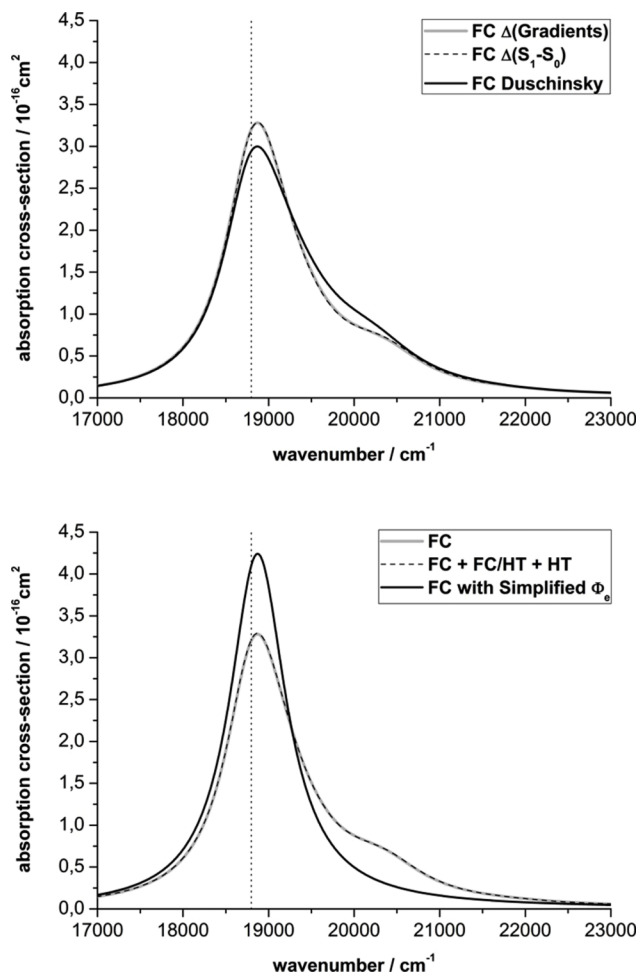 4,5
4,0
3,5
3,0
2,5
2,0
1,5
1,0
0,5
0,0
absorption cross-section / 10⁻¹⁶cm²
FC Δ(Gradients)
FC Δ(S₁-S₀)
FC Duschinsky
17000 18000 19000 20000 21000 22000 23000
wavenumber / cm⁻¹
4,5
4,0
3,5
3,0
2,5
2,0
1,5
1,0
0,5
0,0
absorption cross-section / 10⁻¹⁶cm²
FC
FC + FC/HT + HT
FC with Simplified Φₑ
17000 18000 19000 20000 21000 22000 23000
wavenumber / cm⁻¹